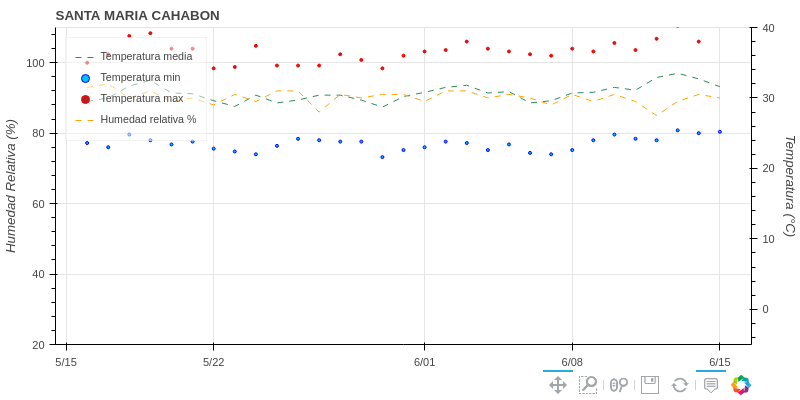 SANTA MARIA CAHABON
Temperatura media
Temperatura min
Temperatura max
Humedad relativa %
Humedad Relativa (%)
100
80
60
40
20
Temperatura (°C)
40
30
20
10
0
5/15
5/22
6/01
6/08
6/15